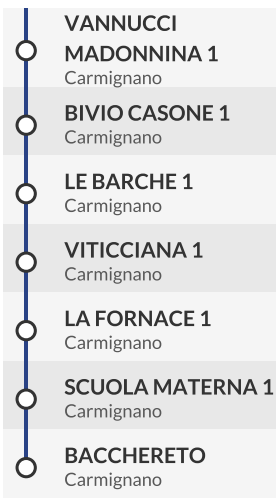 VANNUCCI
MADONNINA 1
Carmignano
BIVIO CASONE 1
Carmignano
LE BARCHE 1
Carmignano
VITICCIANA 1
Carmignano
LA FORNACE 1
Carmignano
SCUOLA MATERNA 1
Carmignano
BACCHERETO
Carmignano